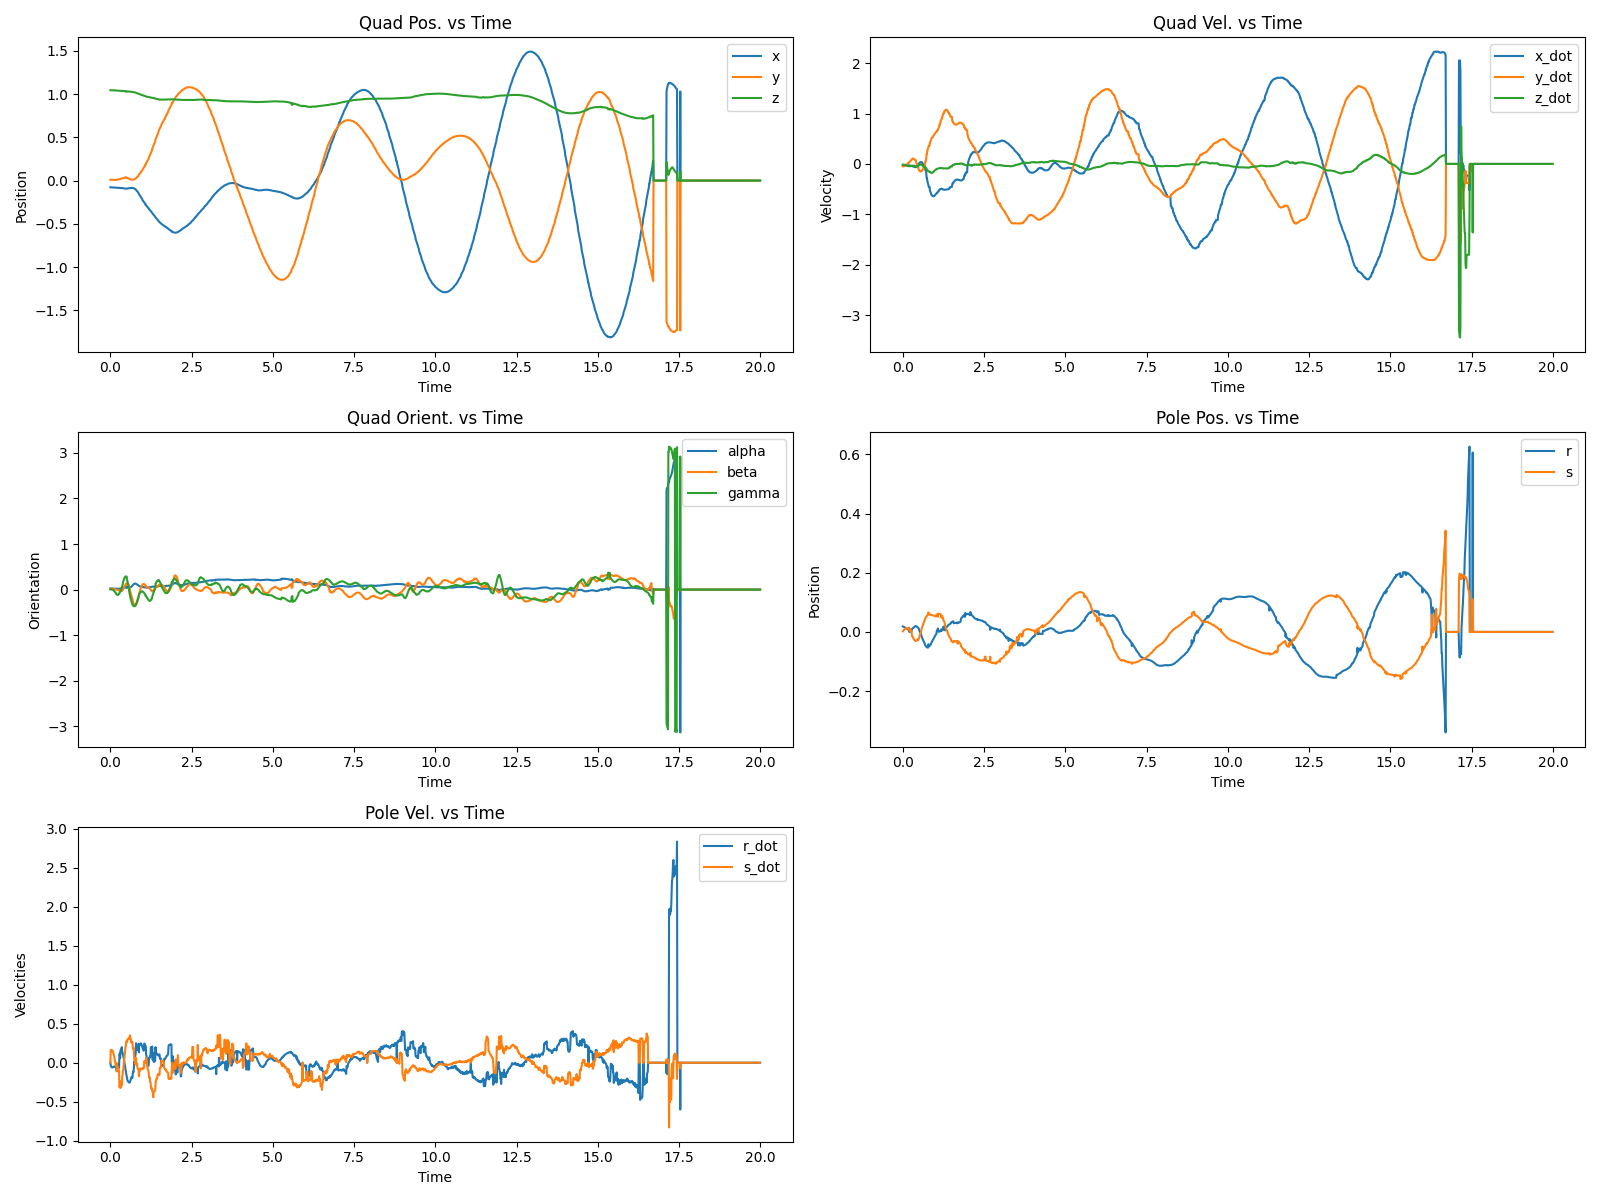 Quad Pos. vs Time
Position
1.5
1.0
0.5
0.0
−0.5
−1.0
−1.5
x
y
z
0.0 2.5 5.0 7.5 10.0 12.5 15.0 17.5 20.0
Time
Quad Vel. vs Time
Velocity
2
1
0
−1
−2
−3
x_dot
y_dot
z_dot
0.0 2.5 5.0 7.5 10.0 12.5 15.0 17.5 20.0
Time
Quad Orient. vs Time
Orientation
3
2
1
0
−1
−2
−3
alpha
beta
gamma
0.0 2.5 5.0 7.5 10.0 12.5 15.0 17.5 20.0
Time
Pole Pos. vs Time
Position
0.6
0.4
0.2
0.0
−0.2
r
s
0.0 2.5 5.0 7.5 10.0 12.5 15.0 17.5 20.0
Time
Pole Vel. vs Time
Velocities
3.0
2.5
2.0
1.5
1.0
0.5
0.0
−0.5
−1.0
r_dot
s_dot
0.0 2.5 5.0 7.5 10.0 12.5 15.0 17.5 20.0
Time